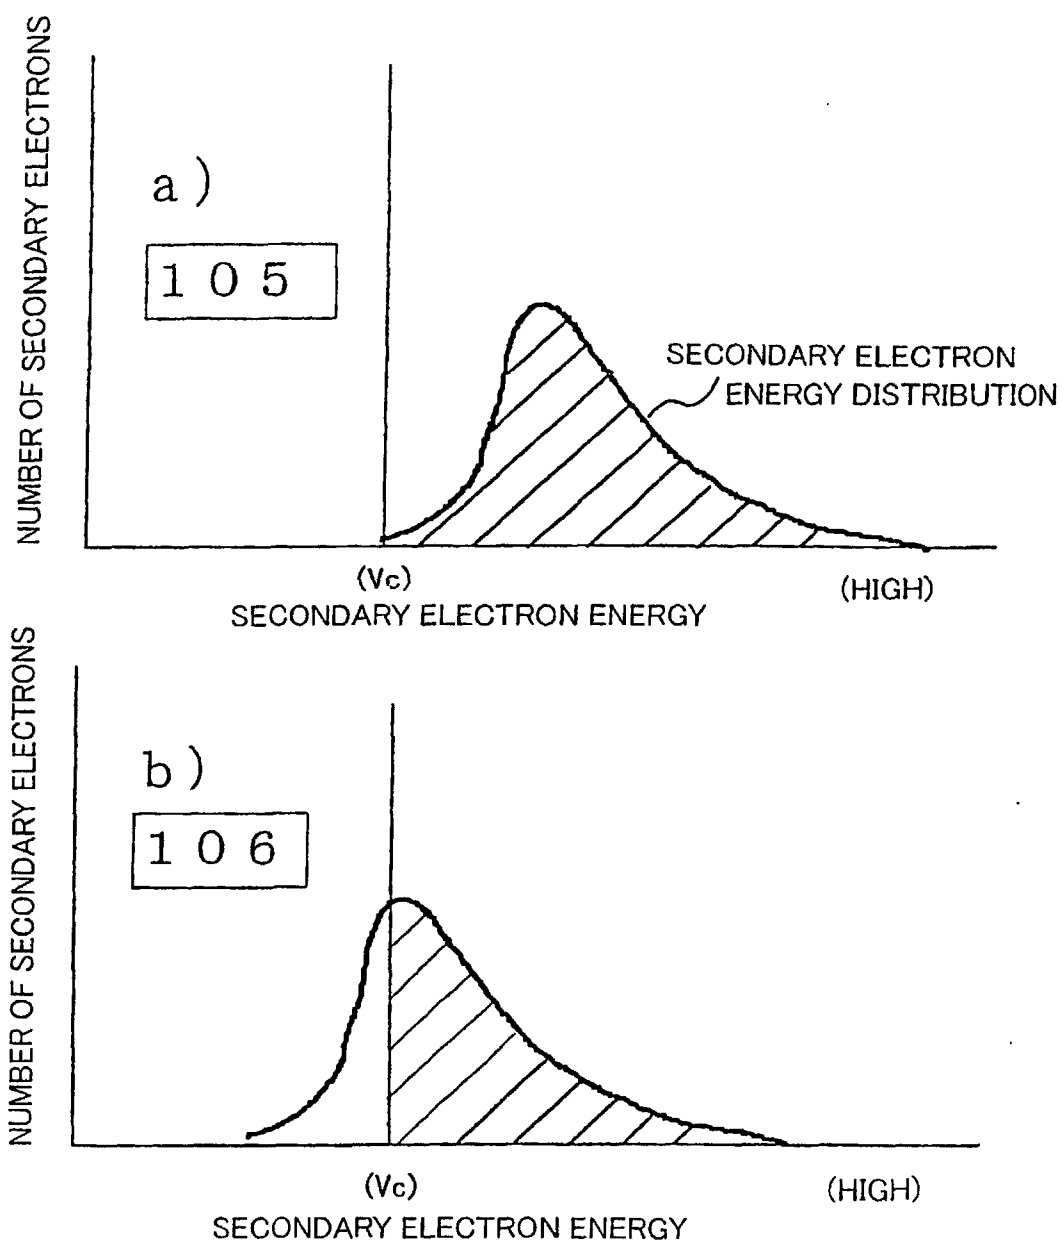 NUMBER OF SECONDARY ELECTRONS
a)
105
SECONDARY ELECTRON
ENERGY DISTRIBUTION
(Vc)
(HIGH)
SECONDARY ELECTRON ENERGY
NUMBER OF SECONDARY ELECTRONS
b)
106
(Vc)
(HIGH)
SECONDARY ELECTRON ENERGY